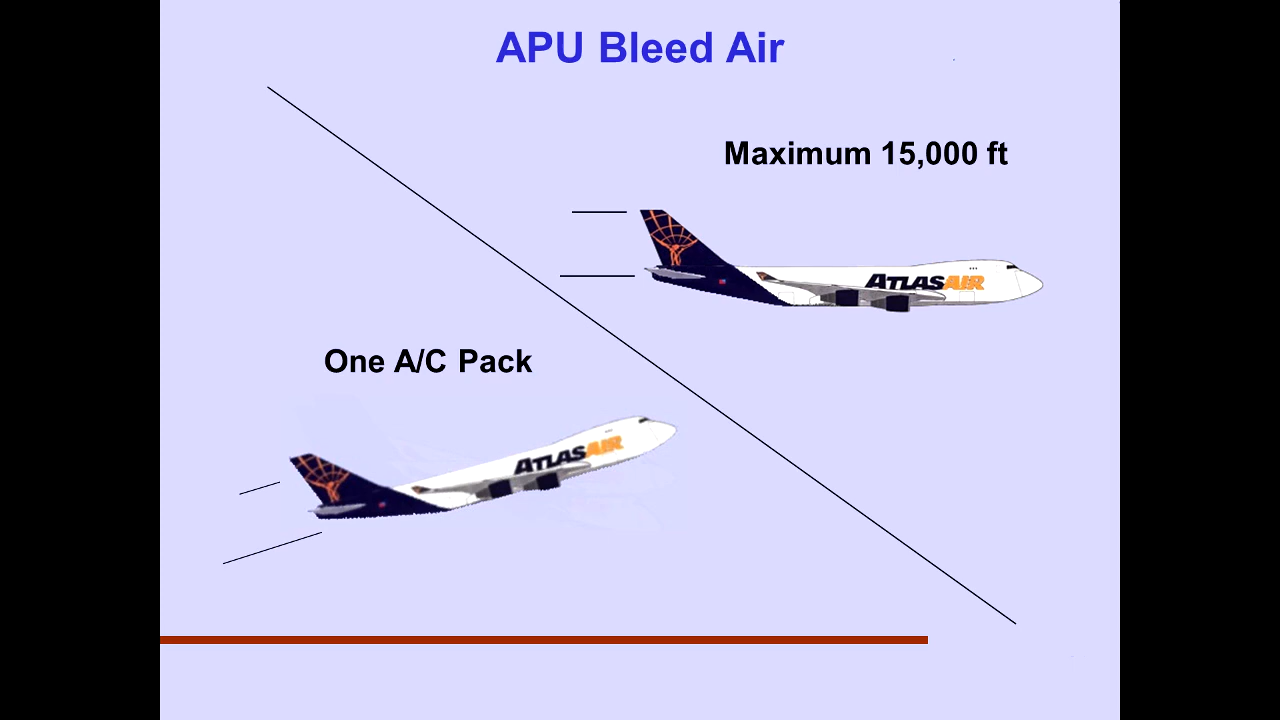 APU Bleed Air
Maximum 15,000 ft
ATLASAIR
One A/C Pack
ATLASAIR